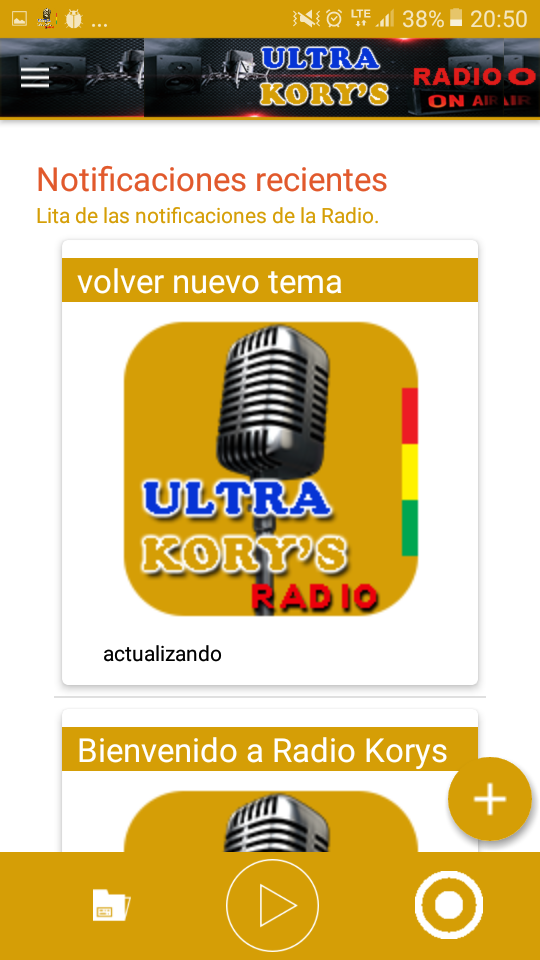 ... LTE 38% 20:50
ULTRA
KORY'S
RADIO
ON AIR
Notificaciones recientes
Lita de las notificaciones de la Radio.
volver nuevo tema
ULTRA
KORY'S
RADIO
actualizando
Bienvenido a Radio Korys